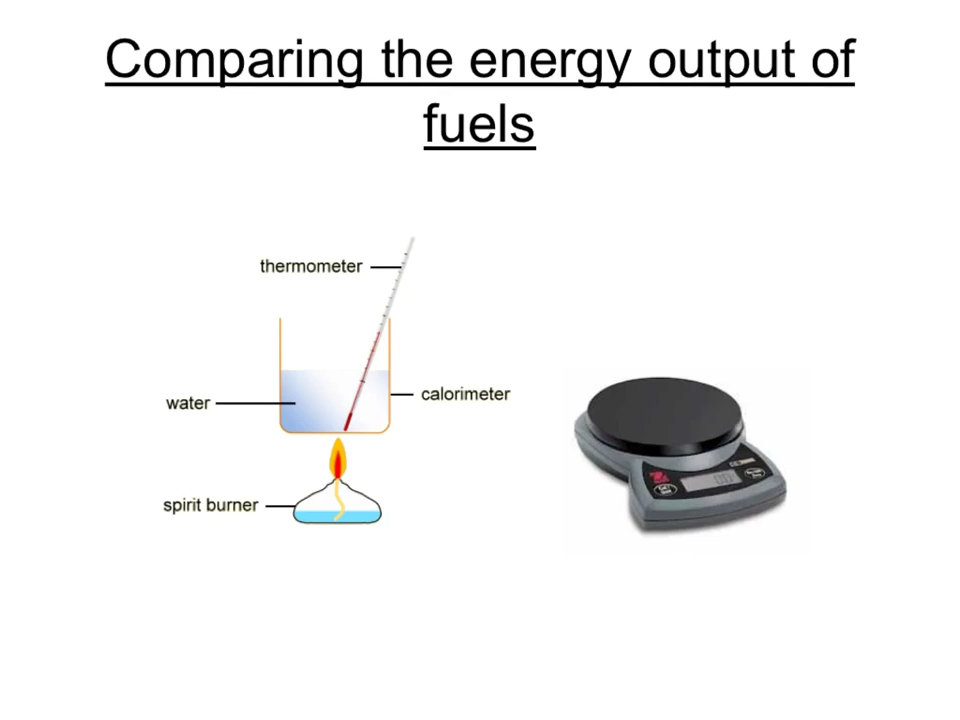 Comparing the energy output of
fuels
thermometer
water
calorimeter
spirit burner